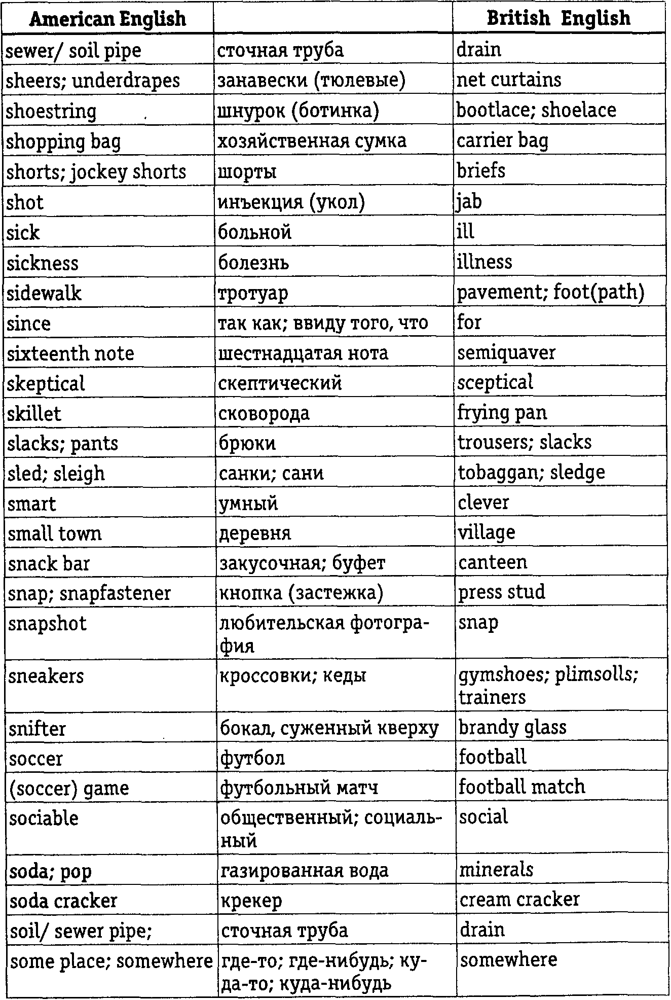 American English British English
sewer/ soil pipe сточная труба drain
sheers; underdrapes занавески (тюлевые) net curtains
shoestring шнурок (ботинка) bootlace; shoelace
shopping bag хозяйственная сумка carrier bag
shorts; jockey shorts шорты briefs
shot инъекция (укол) jab
sick больной ill
sickness болезнь illness
sidewalk тротуар pavement; foot(path)
since так как; ввиду того, что for
sixteenth note шестнадцатая нота semiquaver
skeptical скептический sceptical
skillet сковорода frying pan
slacks; pants брюки trousers; slacks
sled; sleigh санки; сани tobaggan; sledge
smart умный clever
small town деревня village
snack bar закусочная; буфет canteen
snap; snapfastener кнопка (застежка) press stud
snapshot любительская фотогра- snap
фия
sneakers кроссовки; кеды gymshoes; plimsolls;
trainers
snifter бокал, суженный кверху brandy glass
soccer футбол football
(soccer) game футбольный матч football match
sociable общественный; социаль- social
ный
soda; pop газированная вода minerals
soda cracker крекер cream cracker
soil/ sewer pipe; сточная труба drain
some place; somewhere где-то; где-нибудь; ку- somewhere
да-то; куда-нибудь